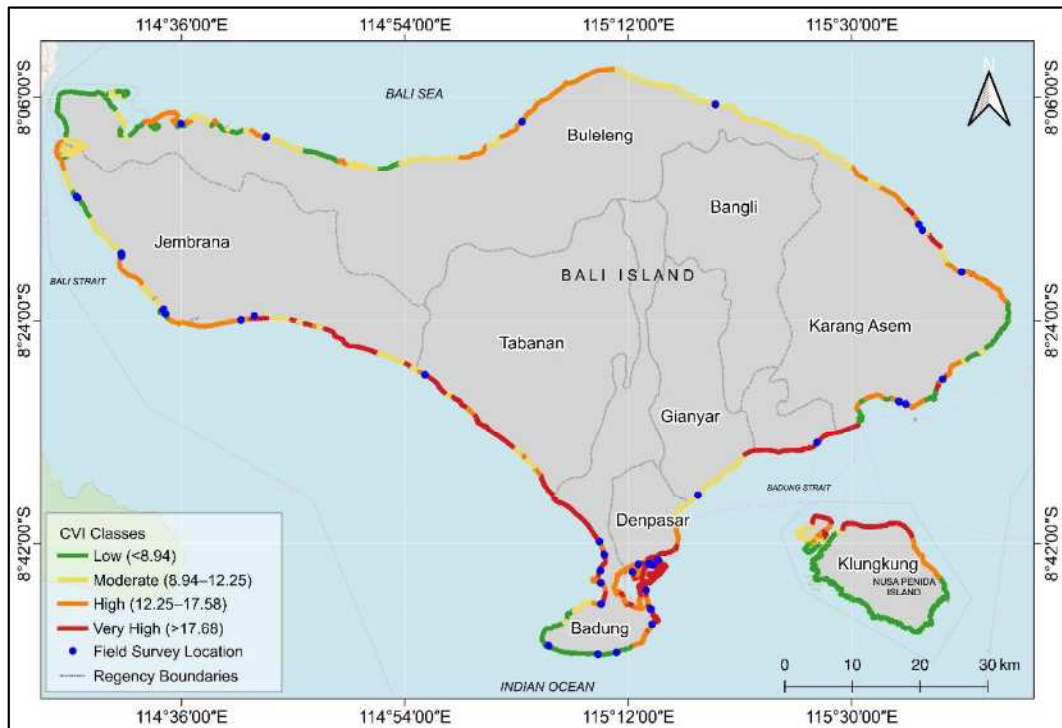 114°36'00"E 114°54'00"E 115°12'00"E 115°30'00"E
N
8°06'00"S
8°06'00"S
BALI SEA
Buleleng
Bangli
Jembrana
BALI STRAIT
BALI ISLAND
8°24'00"S
8°24'00"S
Tabanan
Karang Asem
Gianyar
BADUNG STRAIT
Denpasar
8°42'00"S
8°42'00"S
Klungkung
NUSA PENIDA
ISLAND
Badung
INDIAN OCEAN
CVI Classes
Low (<8.94)
Moderate (8.94–12.25)
High (12.25–17.58)
Very High (>17.68)
Field Survey Location
Regency Boundaries
0 10 20 30 km
114°36'00"E 114°54'00"E 115°12'00"E 115°30'00"E